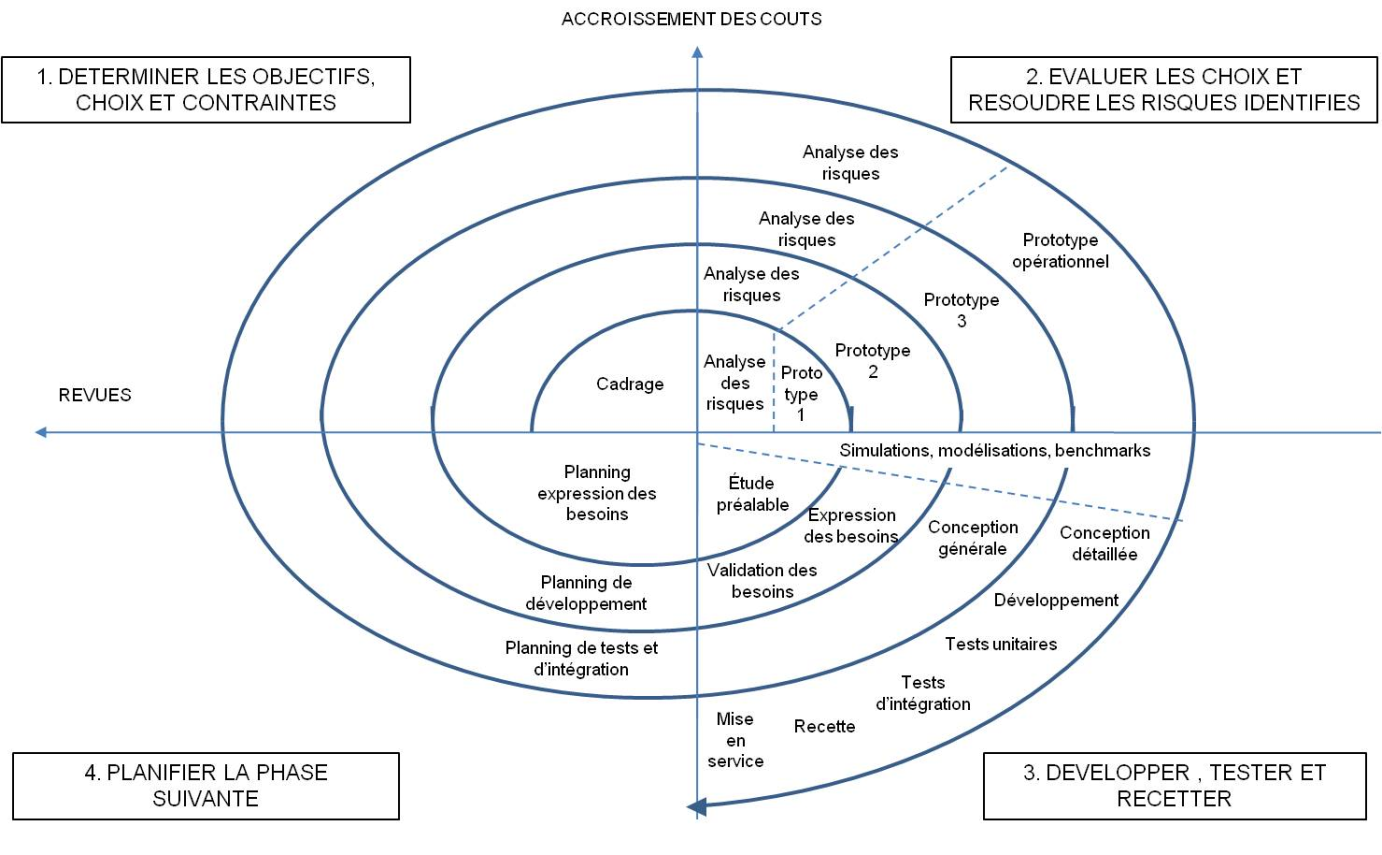 ACCROISSEMENT DES COUTS
1. DETERMINER LES OBJECTIFS,
CHOIX ET CONTRAINTES
2. EVALUER LES CHOIX ET
RESOUDRE LES RISQUES IDENTIFIES
Analyse des
risques
Analyse des
risques
Analyse des
risques
Analyse
des
risques
Prototype
opérationnel
Prototype
3
Prototype
2
Proto
type
1
Cadrage
REVUES
Simulations, modélisations, benchmarks
Planning
expression des
besoins
Étude
préalable
Expression
des besoins
Conception
générale
Conception
détaillée
Planning de
développement
Validation des
besoins
Développement
Planning de tests et
d'intégration
Tests unitaires
Tests
d'intégration
Recette
Mise
en
service
4. PLANIFIER LA PHASE
SUIVANTE
3. DEVELOPPER , TESTER ET
RECETTER